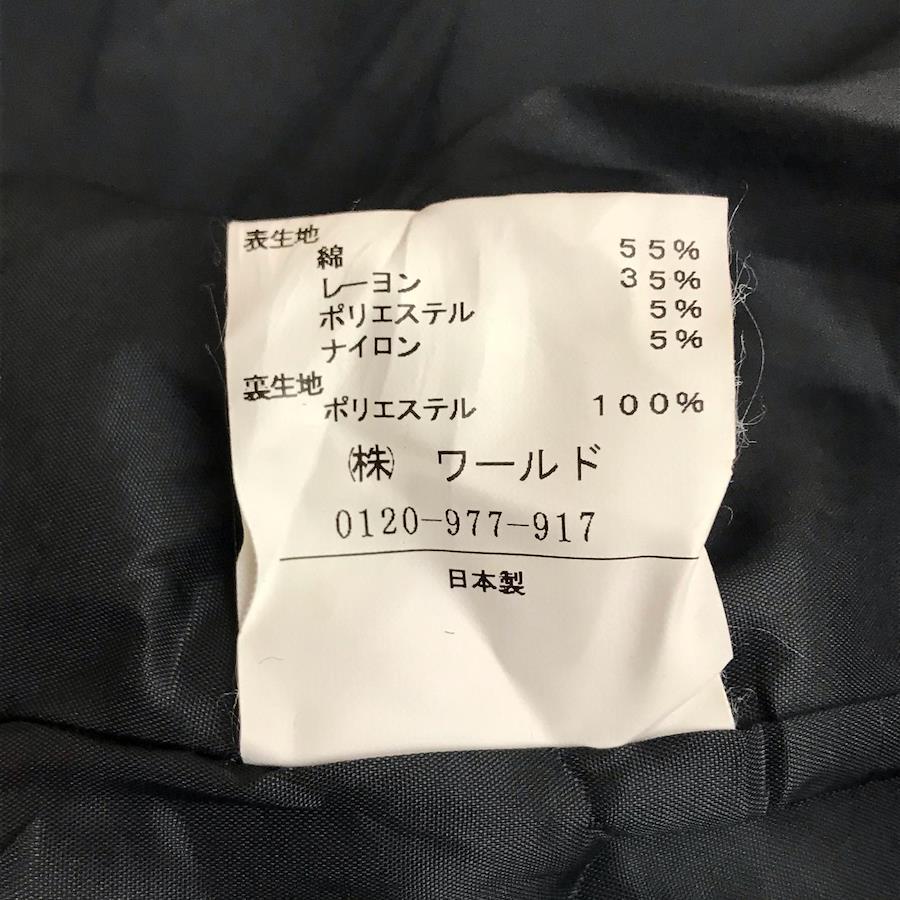 表生地
綿 55%
レーヨン 35%
ポリエステル 5%
ナイロン 5%
裏生地
ポリエステル 100%
㈱ ワールド
0120-977-917
日本製